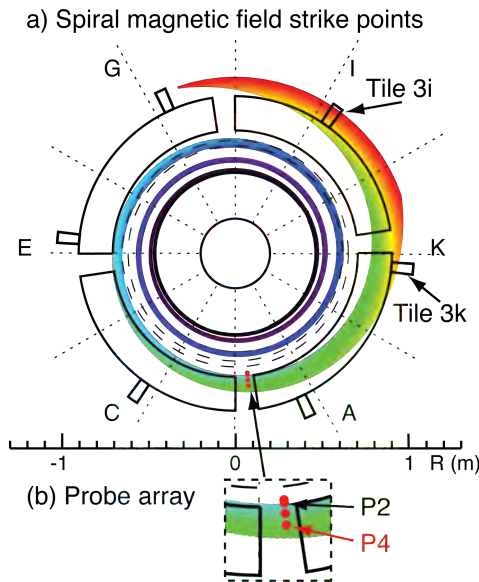 a) Spiral magnetic field strike points
G
I
Tile 3i
E
K
Tile 3k
C
A
-1
0
1
R (m)
(b) Probe array
P2
P4